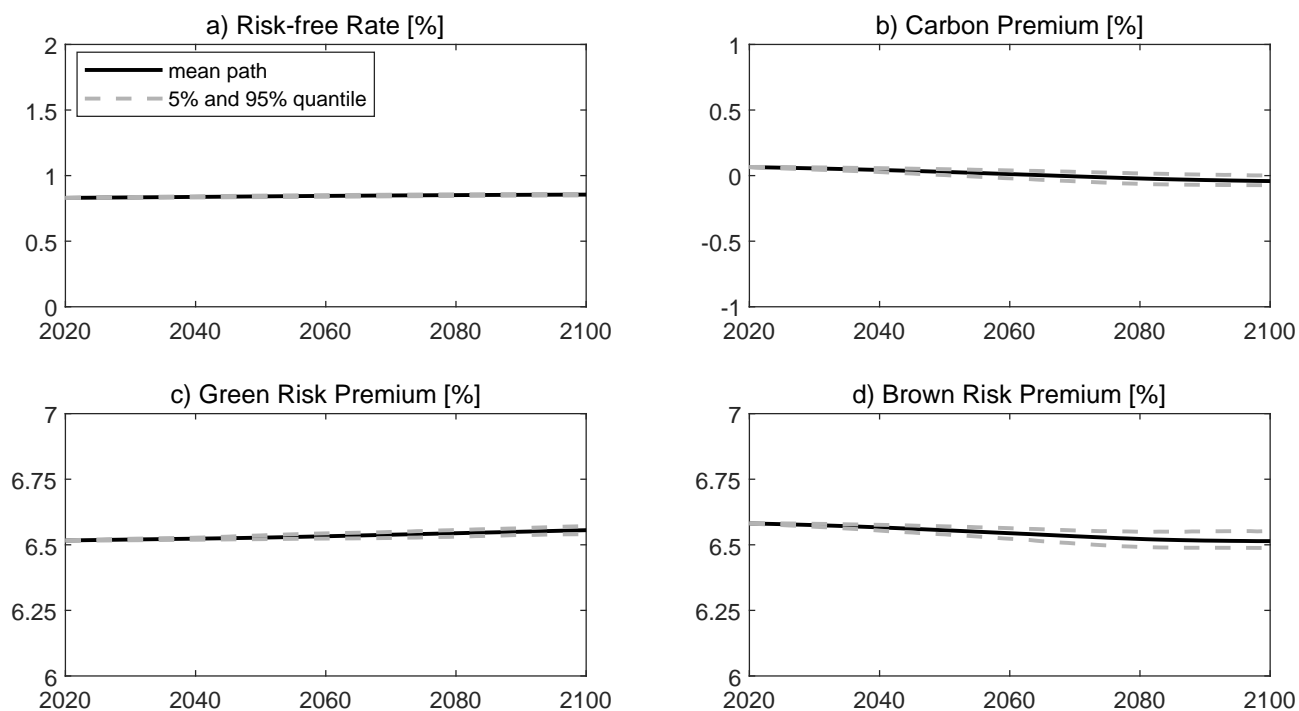 a) Risk-free Rate [%]
2
1.5
1
0.5
0
2020 2040 2060 2080 2100
mean path
5% and 95% quantile
b) Carbon Premium [%]
1
0.5
0
-0.5
-1
2020 2040 2060 2080 2100
c) Green Risk Premium [%]
7
6.75
6.5
6.25
6
2020 2040 2060 2080 2100
d) Brown Risk Premium [%]
7
6.75
6.5
6.25
6
2020 2040 2060 2080 2100